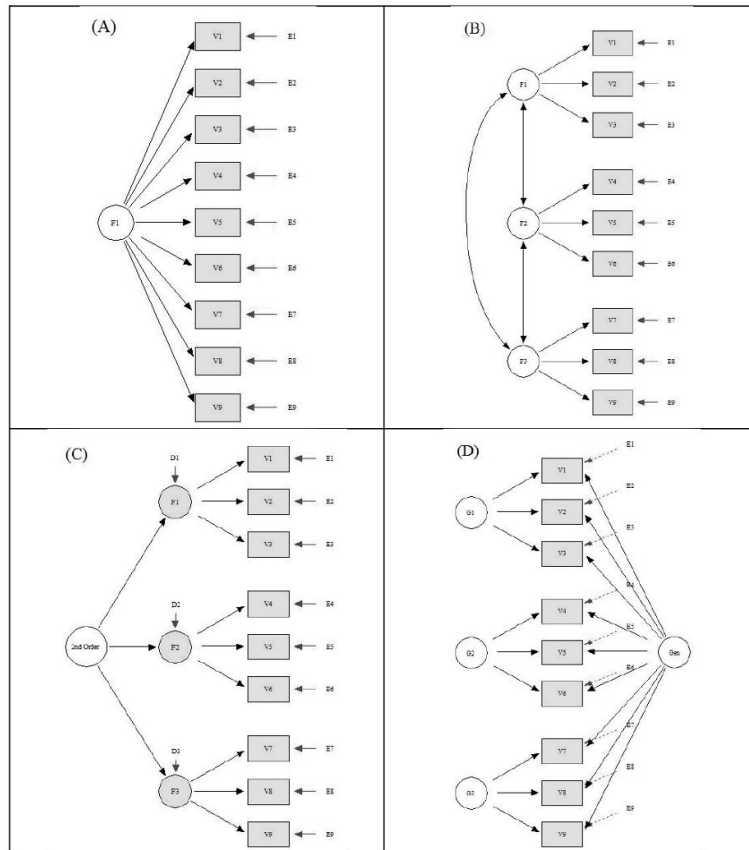 (A)
V1 E1
V2 E2
V3 E3
V4 E4
F1 V5 E5
V6 E6
V7 E7
V8 E8
V9 E9
(B)
V1 E1
F1 V2 E2
V3 E3
V4 E4
F2 V5 E5
V6 E6
V7 E7
F3 V8 E8
V9 E9
(C)
D1 V1 E1
F1 V2 E2
V3 E3
D2 V4 E4
2nd Order F2 V5 E5
V6 E6
D3 V7 E7
F3 V8 E8
V9 E9
(D)
E1
V1
E2
G1 V2
E3
V3
E4
V4
E5
G2 V5 Gen
E6
V6
E7
V7
E8
G3 V8
E9
V9